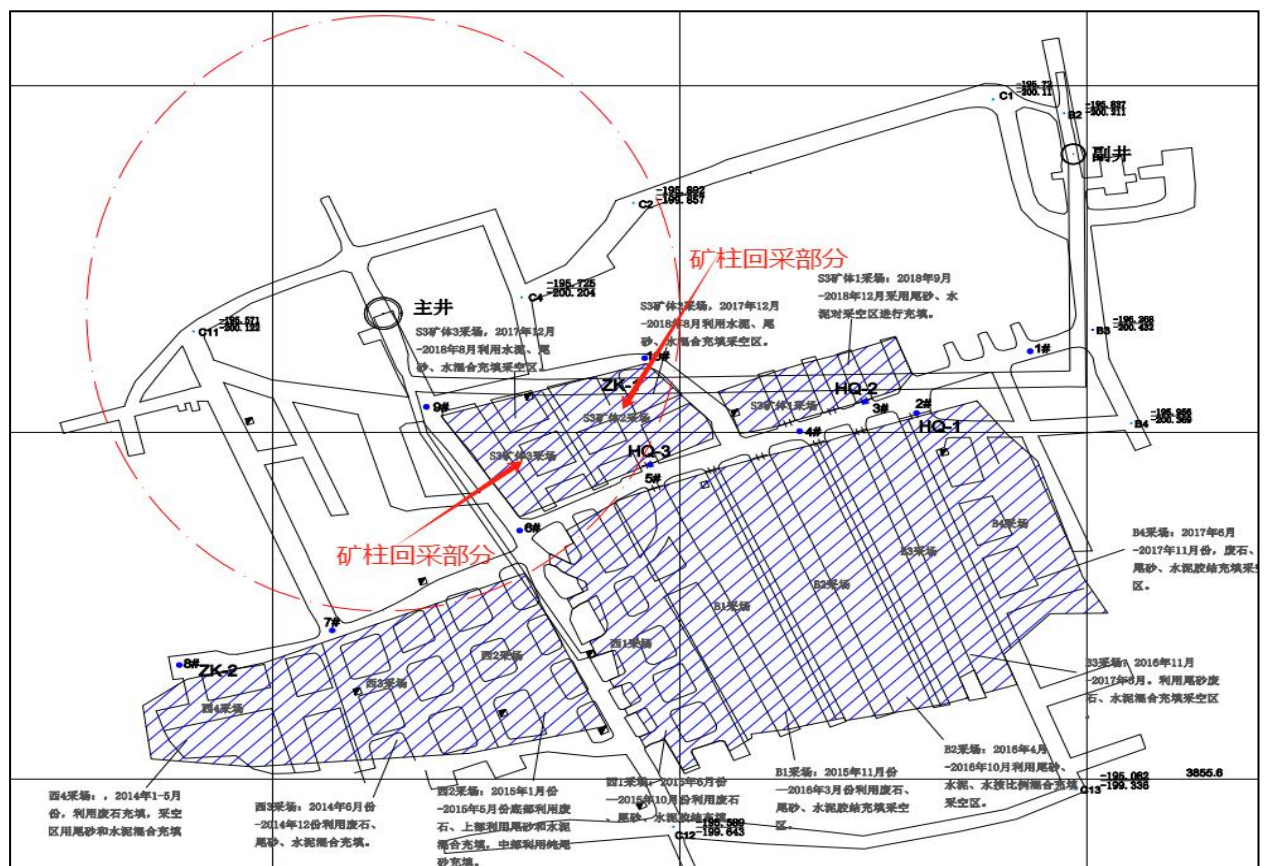 -195.73
-200.11
C1
-195.837
-200.211
B2
副井
-195.892
-199.857
C2
矿柱回采部分
S3矿体1采场：2018年9月
-2018年12月采用尾砂、水
泥对采空区进行充填。
-195.725
-200.204
C4
主井
S3矿体2采场，2017年12月
-2018年8月利用水泥、尾
砂、水混合充填采空区。
-195.571
-200.122
C11
S3矿体3采场，2017年12月
-2018年8月利用水泥、尾
砂、水混合充填采空区。
-196.268
-200.432
B3
1#
10#
ZK-1
HQ-2
3#
2#
HQ-1
9#
S3矿体2采场
S3矿体1采场
4#
-200.369
B4
HQ-3
5#
S3矿体3采场
6#
矿柱回采部分
B4采场
B3采场
B2采场
B1采场
B4采场：2017年6月
-2017年11月份，废石、
尾砂、水泥胶结充填采空
区。
7#
8#
ZK-2
西1采场
西2采场
西3采场
西4采场
B3采场：2016年11月
-2017年5月。利用尾砂废
石、水泥混合充填采空区
B2采场：2016年4月
-2016年10月利用尾砂、
水泥、水按比例混合充填
采空区。
B1采场：2015年11月份
-2016年3月份利用废石、
尾砂、水泥胶结充填采空
区。
西1采场：2015年6月份
-2015年10月份利用废石
、尾砂、水泥胶结充填。
西2采场：2015年1月份
-2015年5月份底部利用废
石、上部利用尾砂和水泥
混合充填，中部利用纯尾
砂充填。
西3采场：2014年6月份
-2014年12份利用废石、
尾砂、水泥混合充填。
西4采场：，2014年1-5月
份，利用废石充填，采空
区用尾砂和水泥混合充填
-195.062
-199.336
C13
3855.6
-199.643
C12